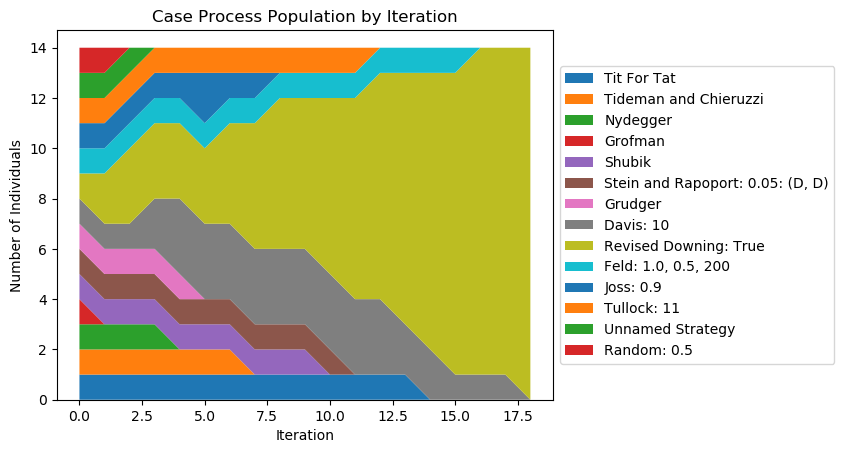 Case Process Population by Iteration
14
12
10
8
6
4
2
0
Number of Individuals
0.0 2.5 5.0 7.5 10.0 12.5 15.0 17.5
Iteration
Tit For Tat
Tideman and Chieruzzi
Nydegger
Grofman
Shubik
Stein and Rapoport: 0.05: (D, D)
Grudger
Davis: 10
Revised Downing: True
Feld: 1.0, 0.5, 200
Joss: 0.9
Tullock: 11
Unnamed Strategy
Random: 0.5